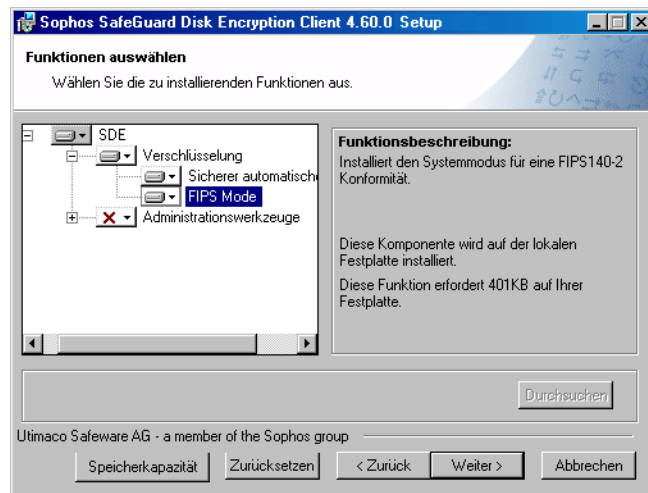 Sophos SafeGuard Disk Encryption Client 4.60.0 Setup
Funktionen auswählen
Wählen Sie die zu installierenden Funktionen aus.
SDE
Verschlüsselung
Sicherer automatisch
FIPS Mode
Administrationswerkzeuge
Funktionsbeschreibung:
Installiert den Systemmodus für eine FIPS140-2
Konformität.
Diese Komponente wird auf der lokalen
Festplatte installiert.
Diese Funktion erfordert 401KB auf Ihrer
Festplatte.
Durchsuchen
Utimaco Safeware AG - a member of the Sophos group
Speicherkapazität
Zurücksetzen
< Zurück
Weiter >
Abbrechen